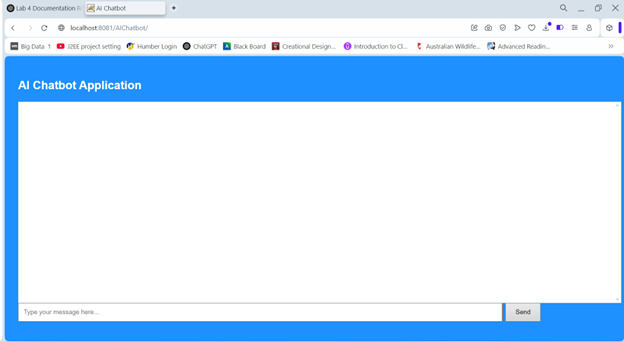 Lab 4 Documentation R
AI Chatbot
localhost:8081/AIChatbot/
Big Data 1 J2EE project setting Humber Login ChatGPT Black Board Creational Design... Introduction to Cl... Australian Wildlife... Advanced Readin...
AI Chatbot Application
Type your message here...
Send